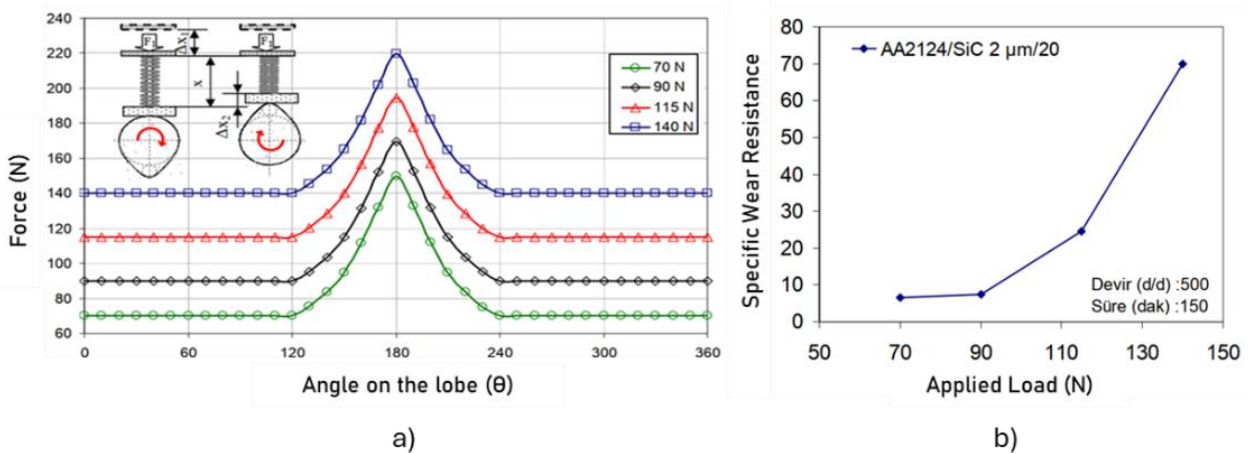 240
220
200
180
160
140
120
100
80
60
Force (N)
Δx₁
F₁
F₁
x
Δx₂
70 N
90 N
115 N
140 N
0
60
120
180
240
300
360
Angle on the lobe (θ)
a)
80
70
60
50
40
30
20
10
0
Specific Wear Resistance
AA2124/SiC 2 µm/20
Devir (d/d) :500
Süre (dak) :150
50
70
90
110
130
150
Applied Load (N)
b)